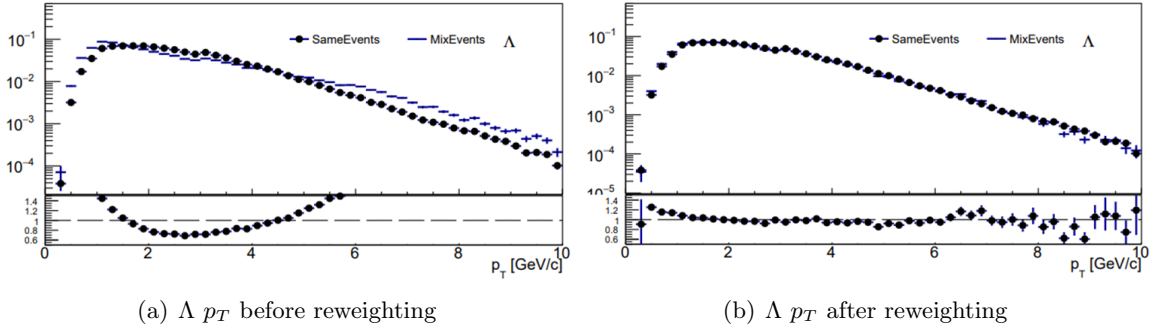 SameEvents MixEvents Λ
10⁻¹
10⁻²
10⁻³
10⁻⁴
1.4
1.2
1
0.8
0.6
0 2 4 6 8 10
p_T [GeV/c]
(a) Λ p_T before reweighting
SameEvents MixEvents Λ
10⁻¹
10⁻²
10⁻³
10⁻⁴
10⁻⁵
1.4
1.2
1
0.8
0.6
0 2 4 6 8 10
p_T [GeV/c]
(b) Λ p_T after reweighting